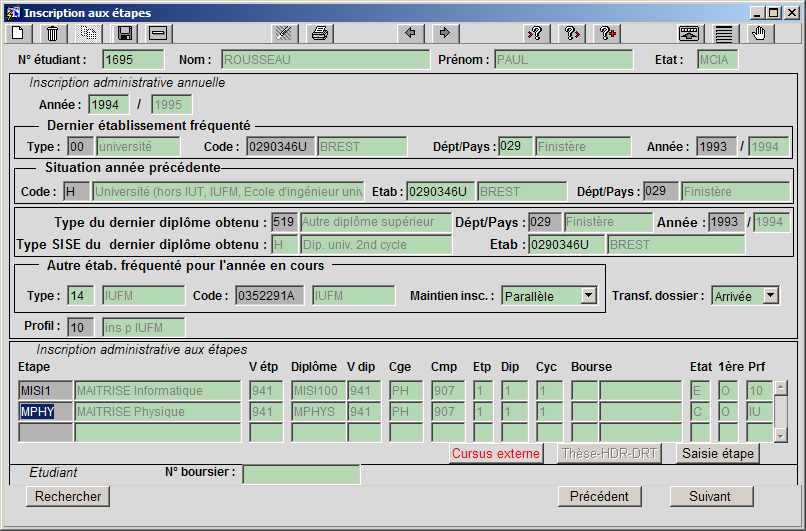 Inscription aux étapes
N° étudiant : 1695 Nom : ROUSSEAU Prénom : PAUL Etat : MCIA
Inscription administrative annuelle
Année : 1994 / 1995
Dernier établissement fréquenté
Type : 00 université Code : 0290346U BREST Dépt/Pays : 029 Finistère Année : 1993 / 1994
Situation année précédente
Code : H Université (hors IUT, IUFM, Ecole d'ingénieur univ Etab : 0290346U BREST Dépt/Pays : 029 Finistère
Type du dernier diplôme obtenu : 519 Autre diplôme supérieur Dépt/Pays : 029 Finistère Année : 1993 / 1994
Type SISE du dernier diplôme obtenu : H Dip. univ. 2nd cycle Etab : 0290346U BREST
Autre étab. fréquenté pour l'année en cours
Type : 14 IUFM Code : 0352291A IUFM Maintien insc. : Parallèle Transf. dossier : Arrivée
Profil : 10 ins p IUFM
Inscription administrative aux étapes
Etape V étp Diplôme V dip Cge Cmp Etp Dip Cyc Bourse Etat 1ère Prf
MISI1 MAITRISE Informatique 941 MISI100 941 PH 907 1 1 1 E O 10
MPHY MAITRISE Physique 941 MPHYS 941 PH 907 1 1 1 C O IU
Cursus externe Thèse-HDR-DRT Saisie étape
Etudiant N° boursier :
Rechercher Précédent Suivant